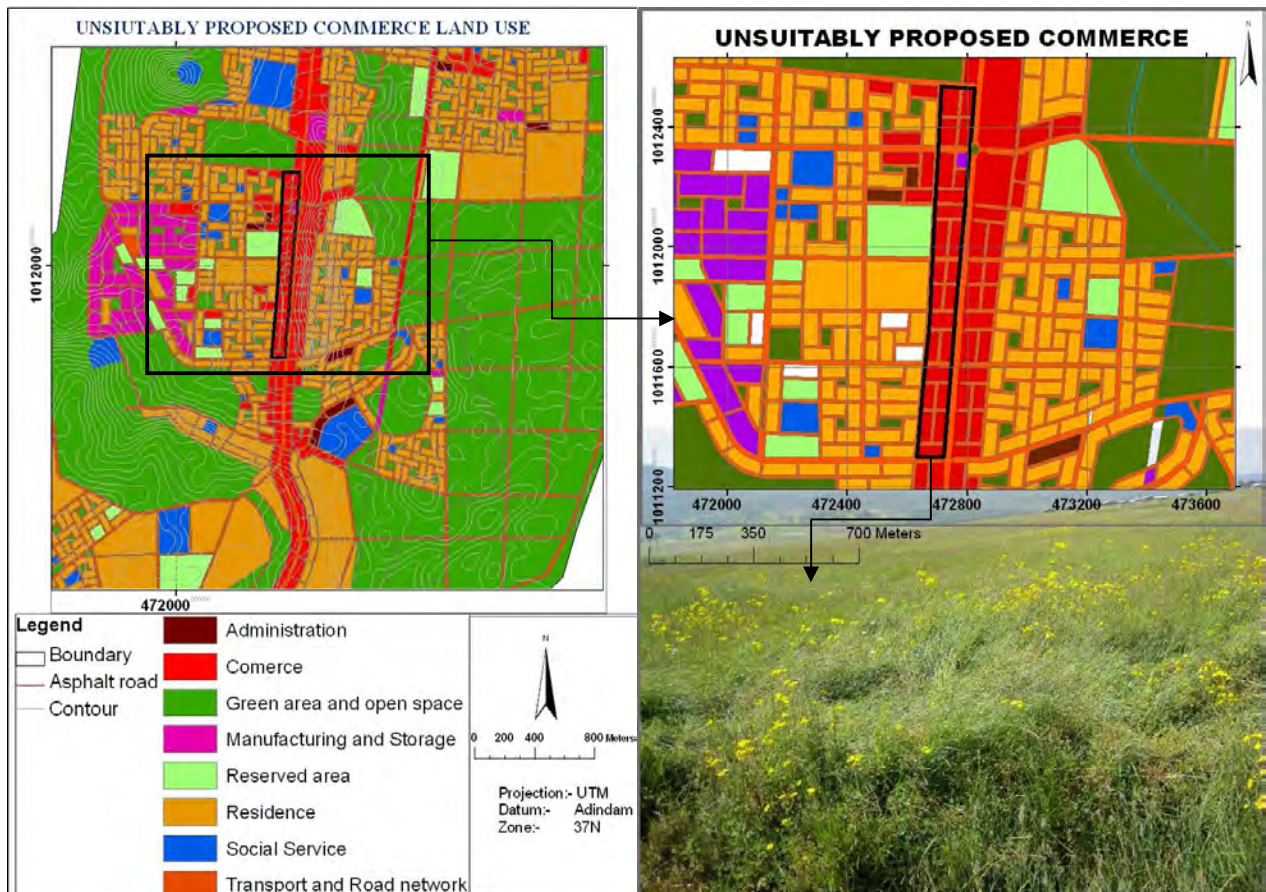 UNSIUTABLY PROPOSED COMMERCE LAND USE
1012000
472000
Legend
Boundary
Asphalt road
Contour
Administration
Comerce
Green area and open space
Manufacturing and Storage
Reserved area
Residence
Social Service
Transport and Road network
N
0 200 400 800 Meters
Projection:- UTM
Datum:- Adindam
Zone:- 37N
UNSUITABLY PROPOSED COMMERCE
N
1012400
1012000
1011600
1011200
472000 472400 472800 473200 473600
0 175 350 700 Meters